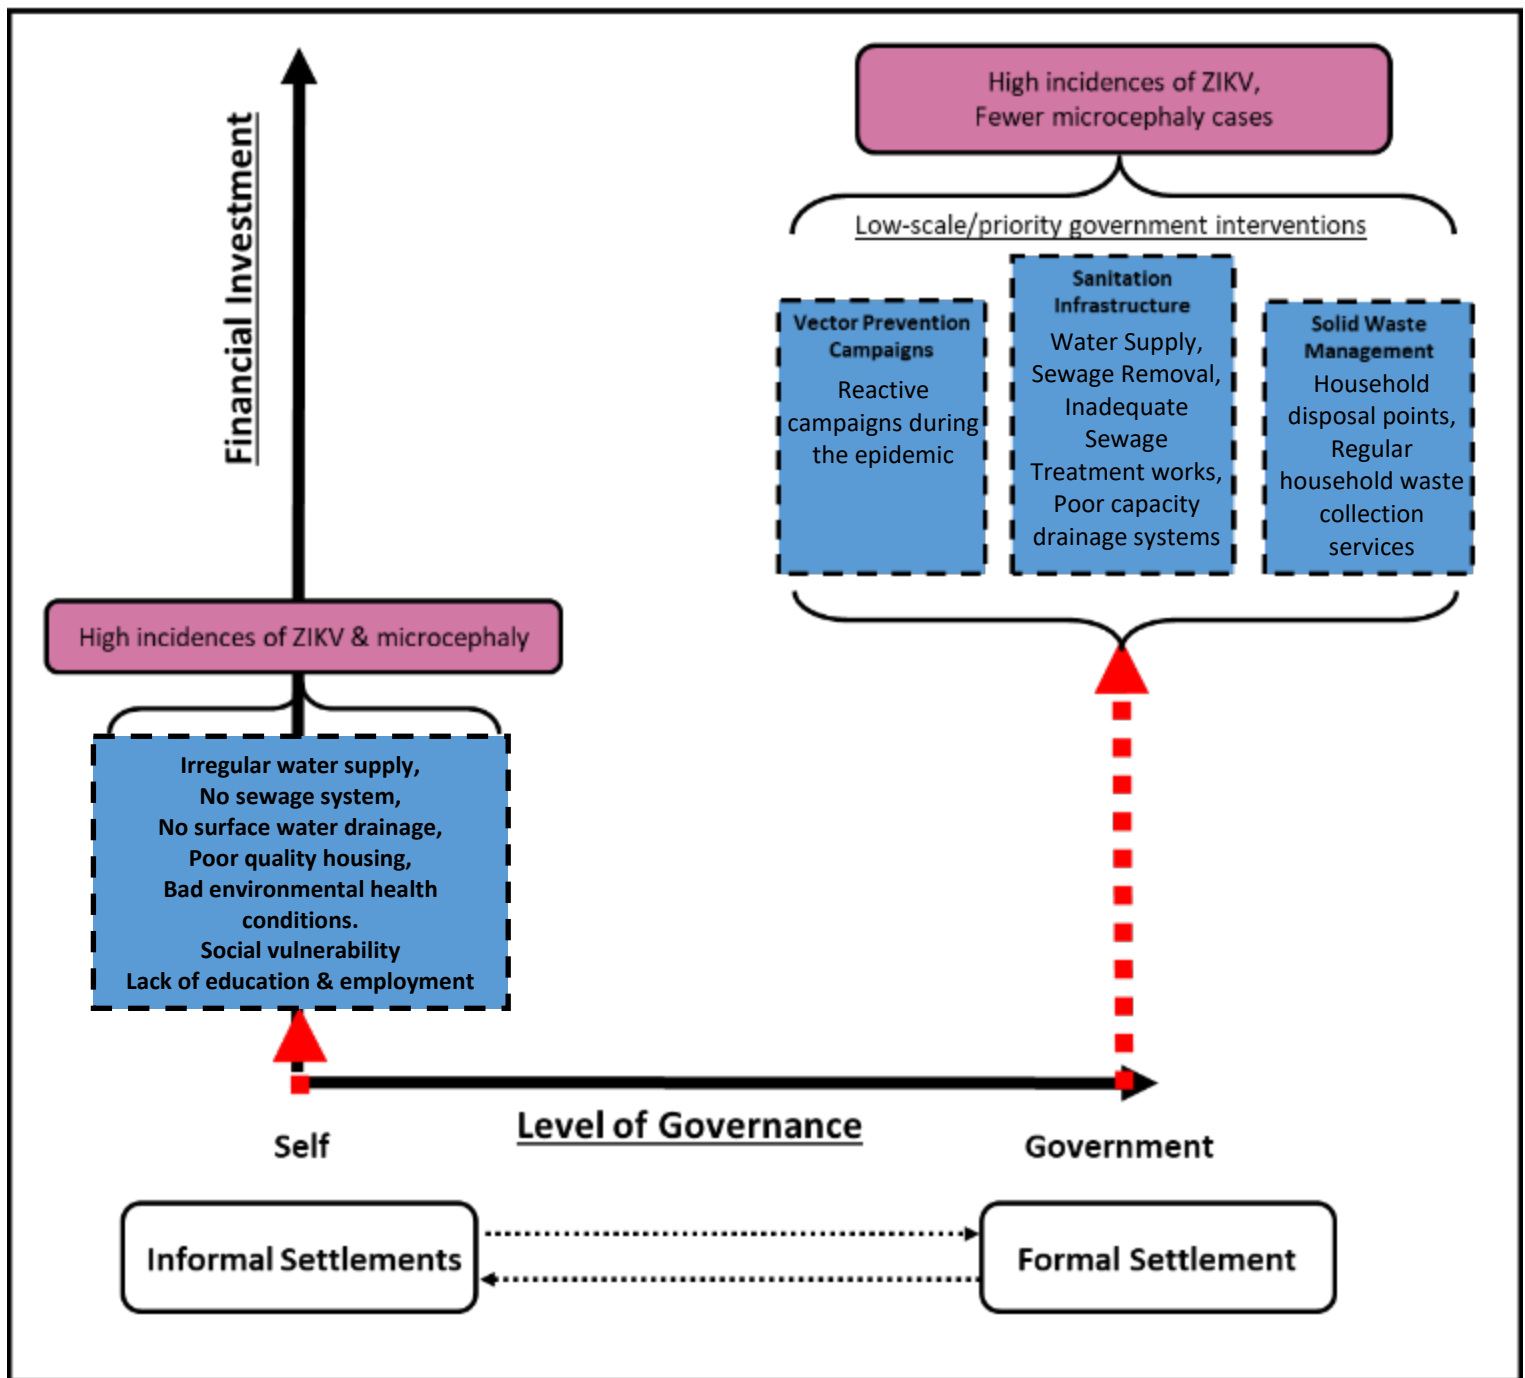 High incidences of ZIKV,
Fewer microcephaly cases
Financial Investment
Low-scale/priority government interventions
Vector Prevention
Campaigns
Reactive
campaigns during
the epidemic
Sanitation
Infrastructure
Water Supply,
Sewage Removal,
Inadequate
Sewage
Treatment works,
Poor capacity
drainage systems
Solid Waste
Management
Household
disposal points,
Regular
household waste
collection
services
High incidences of ZIKV & microcephaly
Irregular water supply,
No sewage system,
No surface water drainage,
Poor quality housing,
Bad environmental health
conditions.
Social vulnerability
Lack of education & employment
Self
Level of Governance
Government
Informal Settlements
Formal Settlement